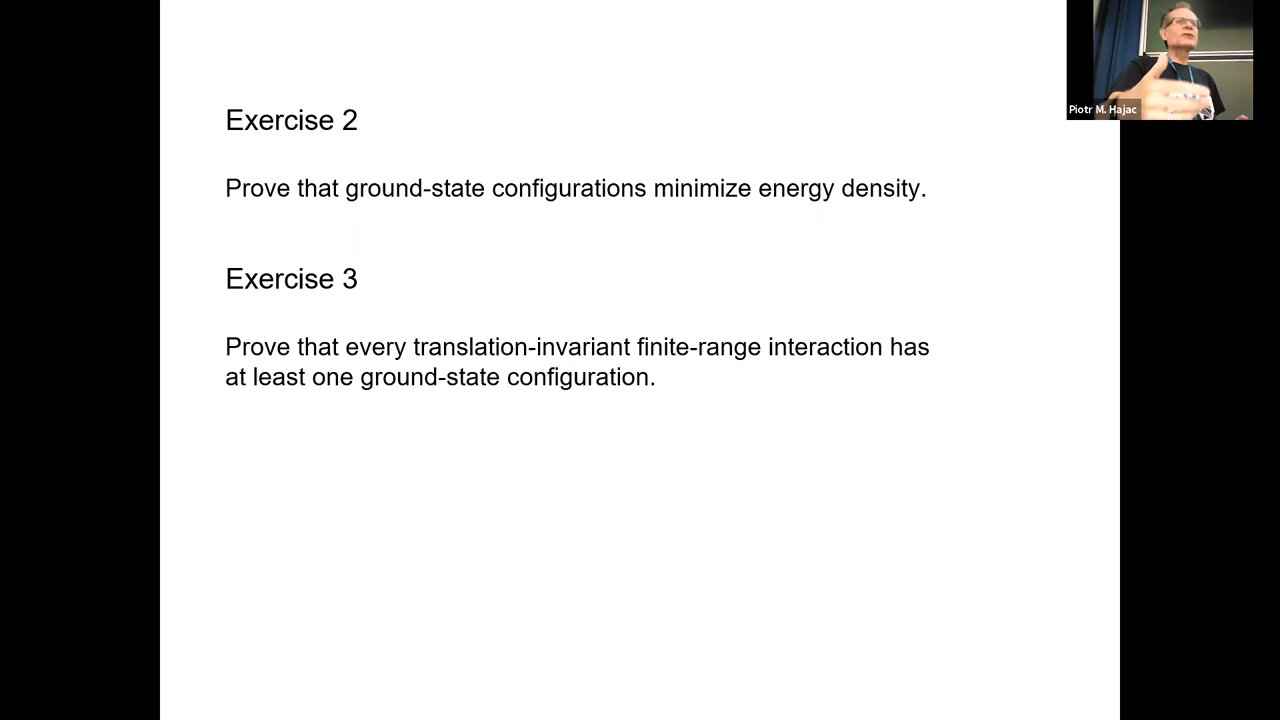 Exercise 2
Prove that ground-state configurations minimize energy density.
Exercise 3
Prove that every translation-invariant finite-range interaction has
at least one ground-state configuration.
Piotr M. Hajac